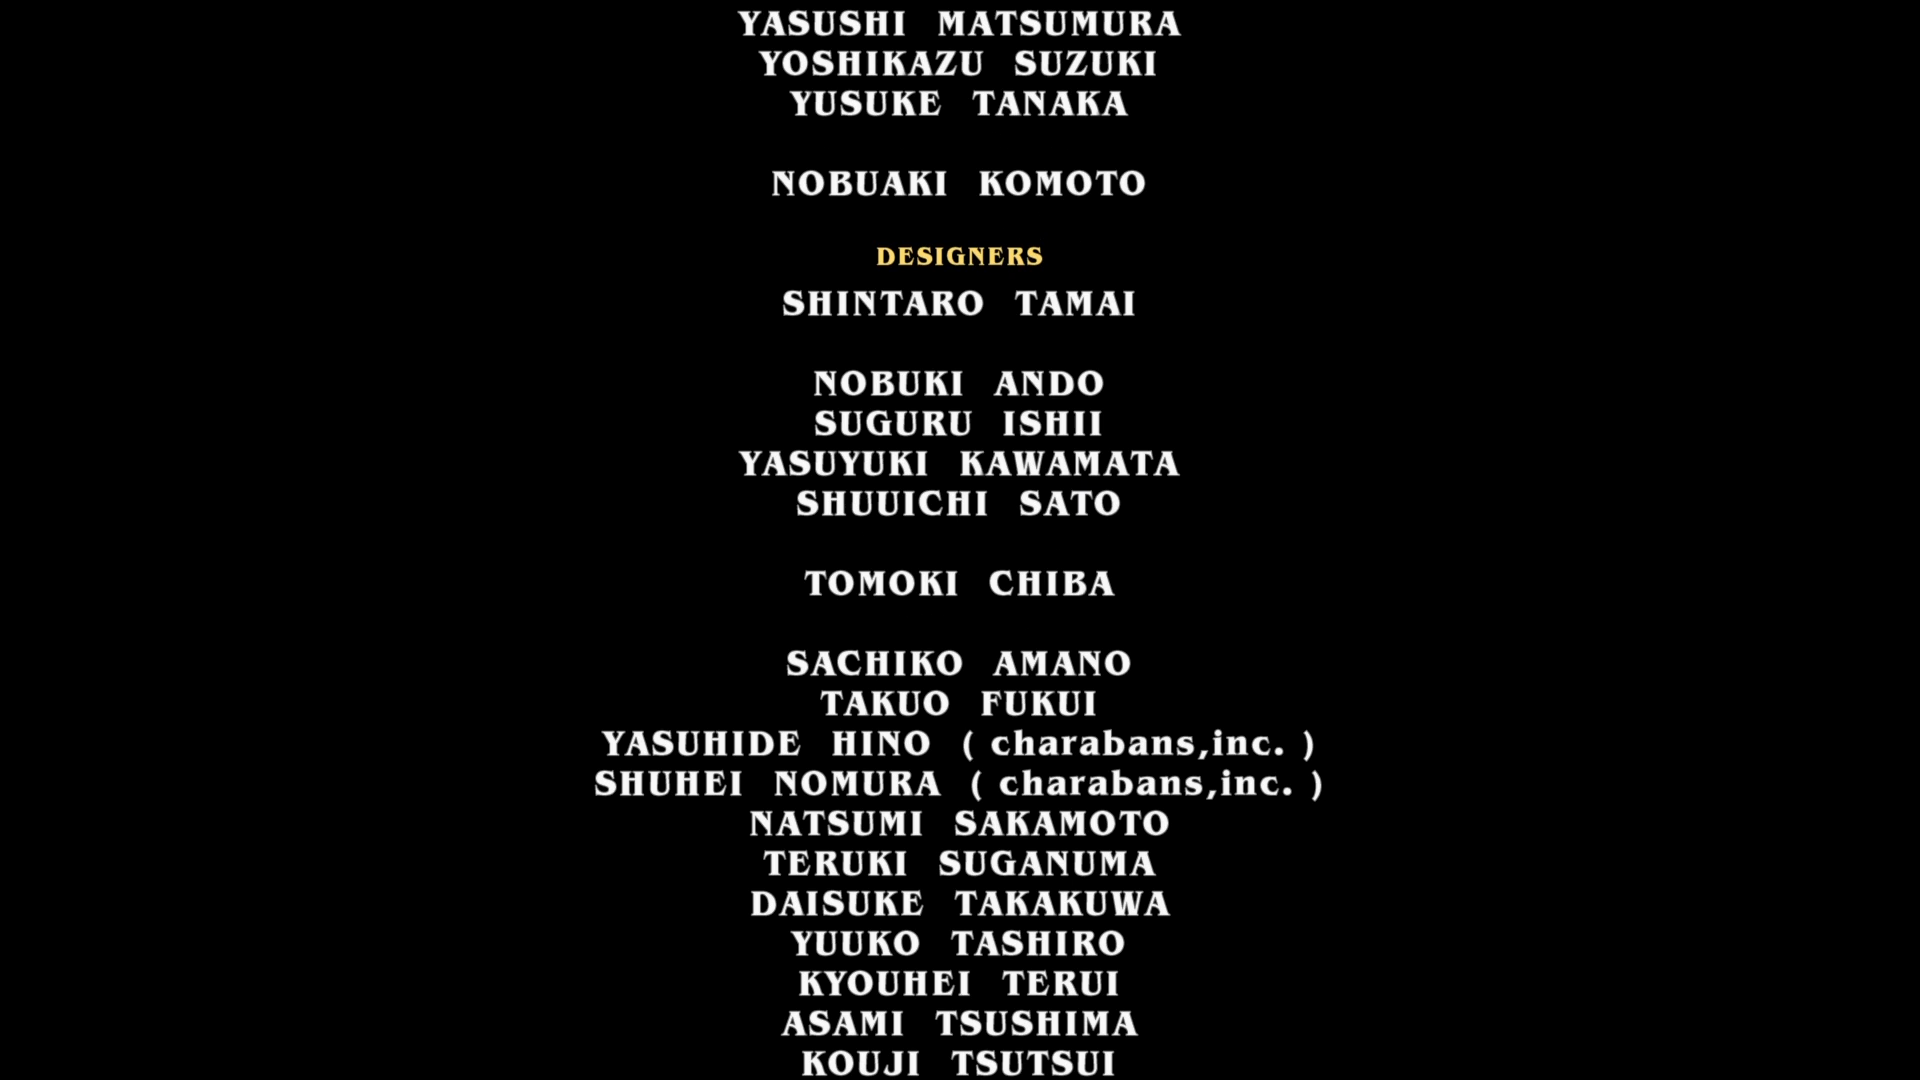 YASUSHI MATSUMURA
YOSHIKAZU SUZUKI
YUSUKE TANAKA
NOBUAKI KOMOTO
DESIGNERS
SHINTARO TAMAI
NOBUKI ANDO
SUGURU ISHII
YASUYUKI KAWAMATA
SHUUICHI SATO
TOMOKI CHIBA
SACHIKO AMANO
TAKUO FUKUI
YASUHIDE HINO ( charabans,inc. )
SHUHEI NOMURA ( charabans,inc. )
NATSUMI SAKAMOTO
TERUKI SUGANUMA
DAISUKE TAKAKUWA
YUUKO TASHIRO
KYOUHEI TERUI
ASAMI TSUSHIMA
KOUJI TSUTSUI